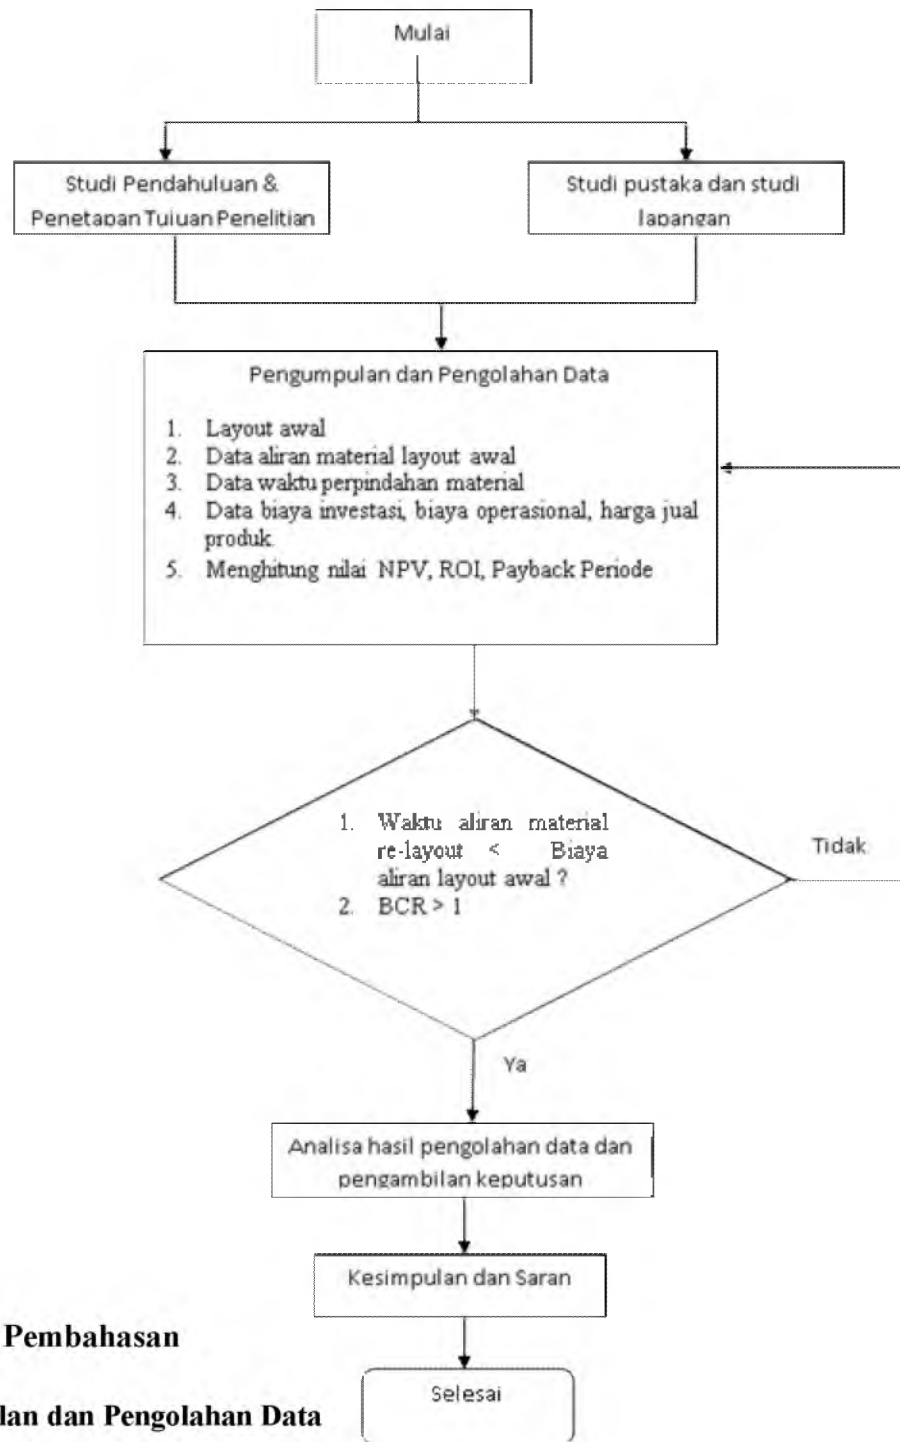 Mulai
Studi Pendahuluan &
Penetapan Tujuan Penelitian
Studi pustaka dan studi
lapangan
Pengumpulan dan Pengolahan Data
1. Layout awal
2. Data aliran material layout awal
3. Data waktu perpindahan material
4. Data biaya investasi, biaya operasional, harga jual
produk
5. Menghitung nilai NPV, ROI, Payback Periode
1. Waktu aliran material
re-layout < Biaya
aliran layout awal ?
2. BCR > 1
Tidak
Ya
Analisa hasil pengolahan data dan
pengambilan keputusan
Kesimpulan dan Saran
Pembahasan
Selesai
lan dan Pengolahan Data